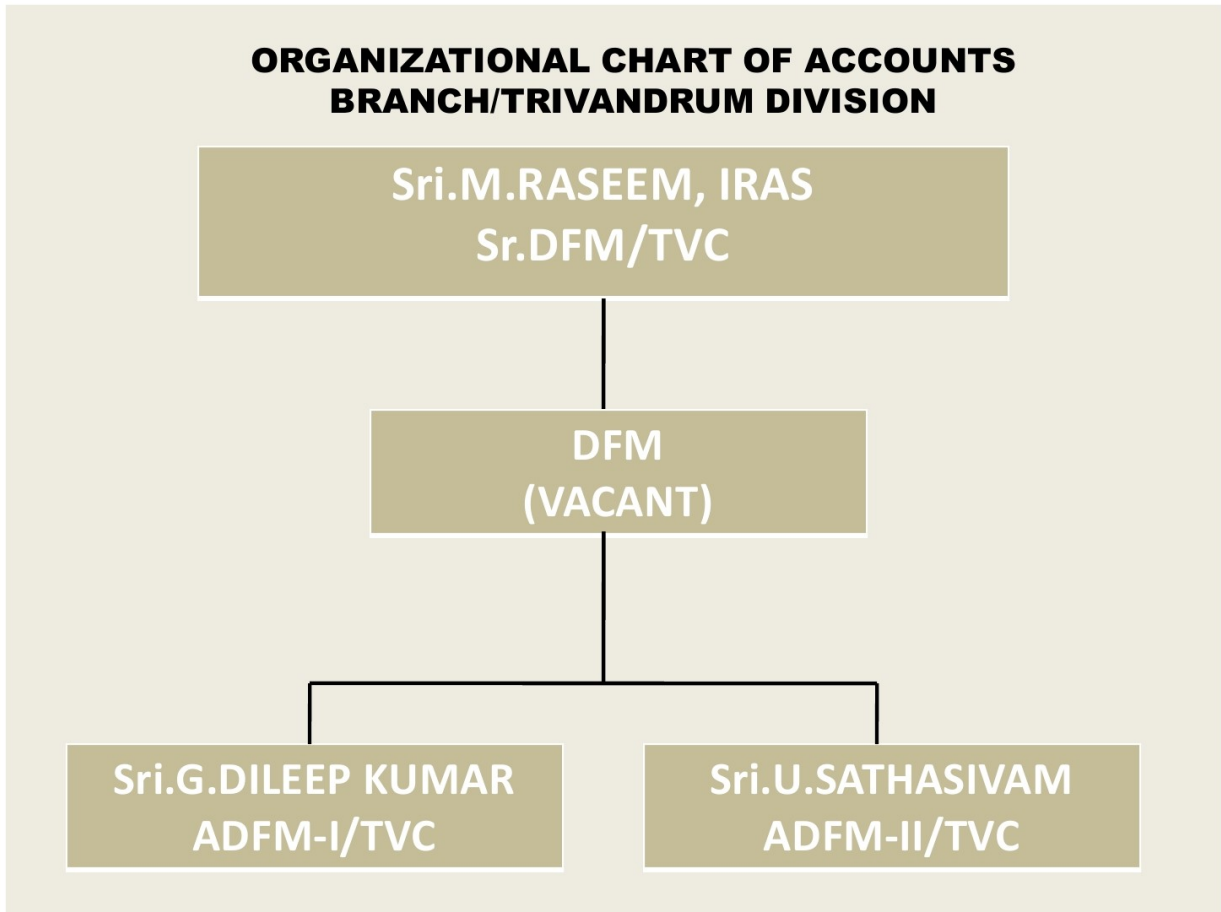 ORGANIZATIONAL CHART OF ACCOUNTS
BRANCH/TRIVANDRUM DIVISION
Sri.M.RASEEM, IRAS
Sr.DFM/TVC
DFM
(VACANT)
Sri.G.DILEEP KUMAR
ADFM-I/TVC
Sri.U.SATHASIVAM
ADFM-II/TVC